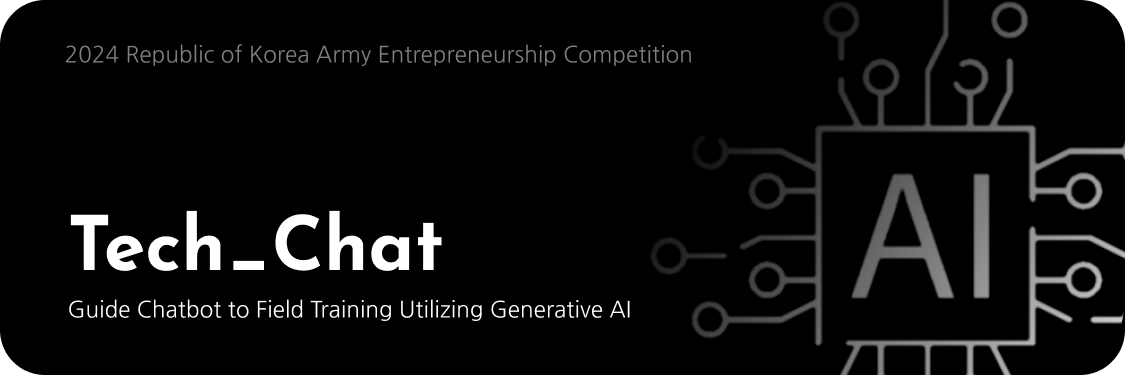 2024 Republic of Korea Army Entrepreneurship Competition
Tech_Chat
Guide Chatbot to Field Training Utilizing Generative AI
AI